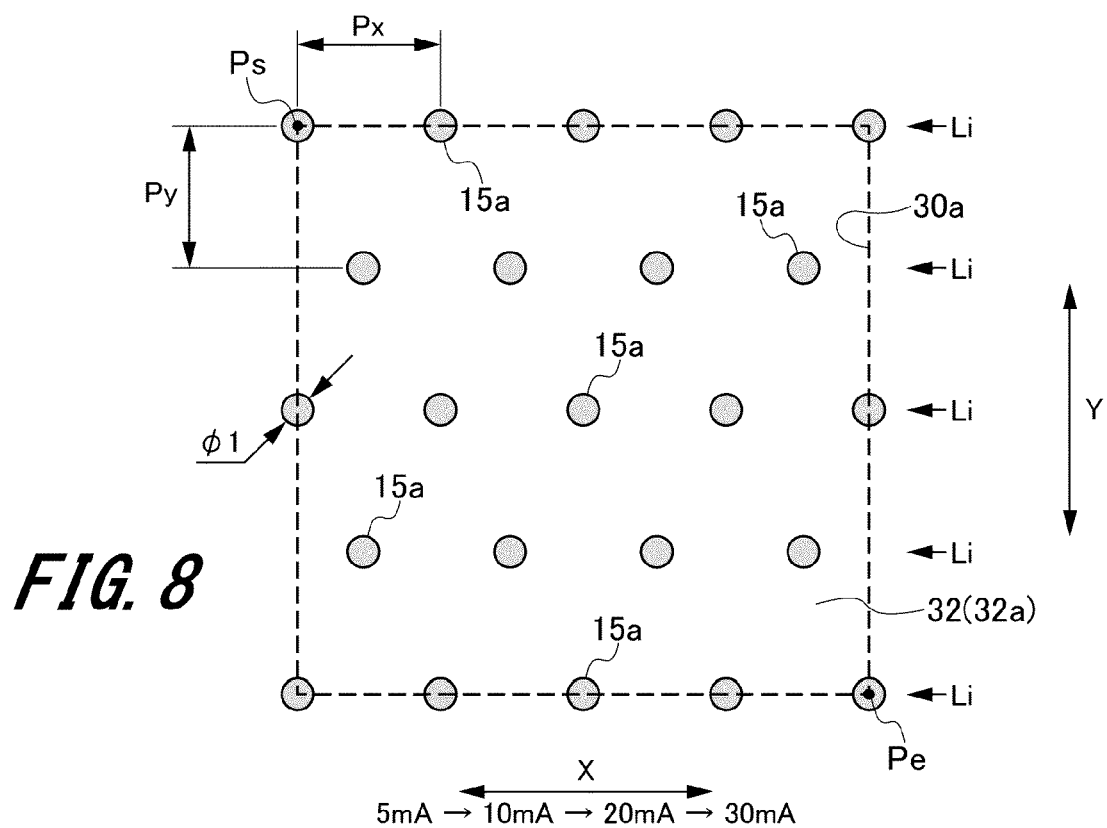 Px
Ps
Li
15a
Py
15a
30a
Li
15a
Li
Y
φ1
15a
Li
FIG. 8
32(32a)
15a
Li
Pe
X
5mA → 10mA → 20mA → 30mA